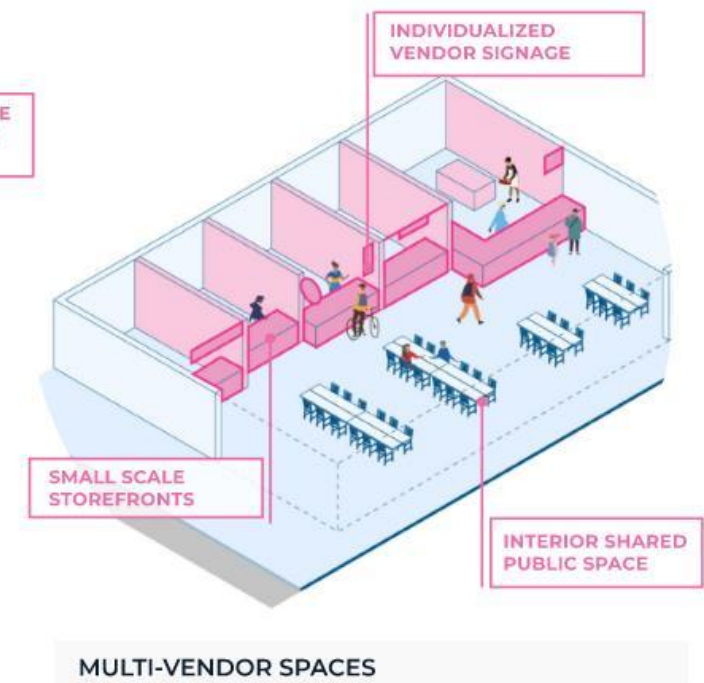 INDIVIDUALIZED
VENDOR SIGNAGE
E
SMALL SCALE
STOREFRONTS
INTERIOR SHARED
PUBLIC SPACE
MULTI-VENDOR SPACES